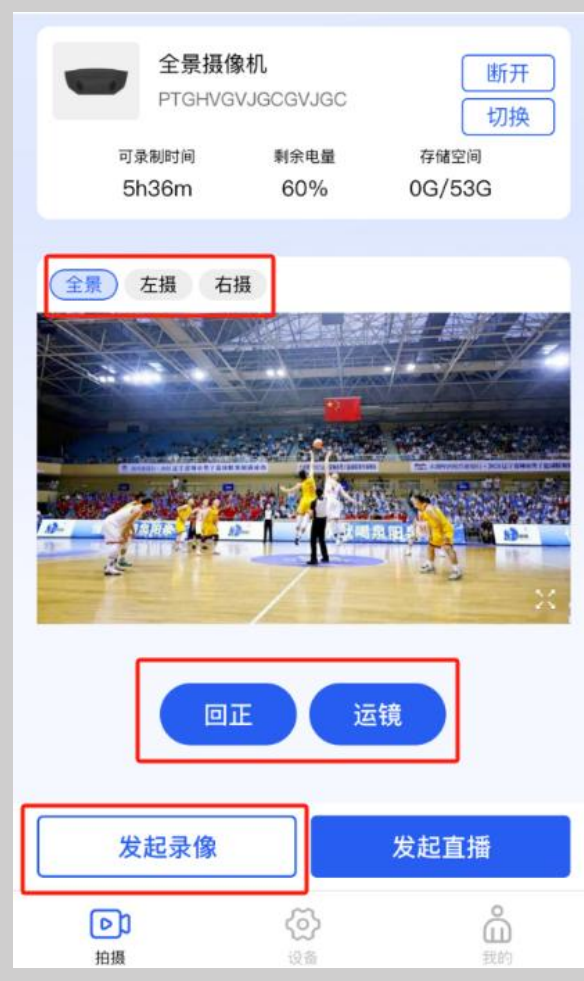 全景摄像机
断开
PTGHVGVJGCGVJGC
切换
可录制时间 剩余电量 存储空间
5h36m 60% 0G/53G
全景 左摄 右摄
回正 运镜
发起录像 发起直播
拍摄 设备 我的